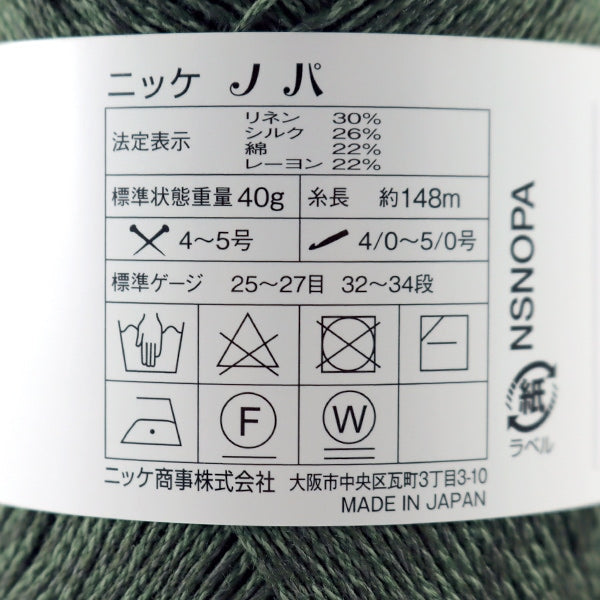 ニッケ ノパ
法定表示
リネン 30%
シルク 26%
綿 22%
レーヨン 22%
標準状態重量 40g 糸長 約148m
4〜5号 4/0〜5/0号
標準ゲージ 25〜27目 32〜34段
F W
ニッケ商事株式会社 大阪市中央区瓦町3丁目3-10
MADE IN JAPAN
NSNOPA
紙
ラベル